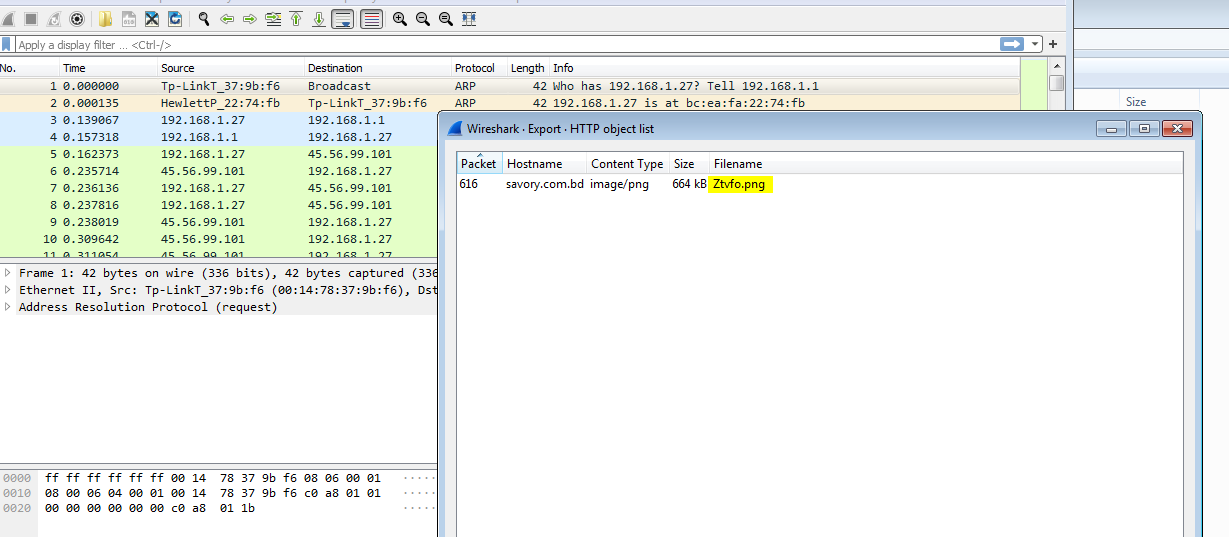 Apply a display filter ... <Ctrl-/>
No. Time Source Destination Protocol Length Info
1 0.000000 Tp-LinkT_37:9b:f6 Broadcast ARP 42 Who has 192.168.1.27? Tell 192.168.1.1
2 0.000135 HewlettP_22:74:fb Tp-LinkT_37:9b:f6 ARP 42 192.168.1.27 is at bc:ea:fa:22:74:fb
3 0.139067 192.168.1.27 192.168.1.1
4 0.157318 192.168.1.1 192.168.1.27
5 0.162373 192.168.1.27 45.56.99.101
6 0.235714 45.56.99.101 192.168.1.27
7 0.236136 192.168.1.27 45.56.99.101
8 0.237816 192.168.1.27 45.56.99.101
9 0.238019 45.56.99.101 192.168.1.27
10 0.309642 45.56.99.101 192.168.1.27
11 0.311054 45.56.99.101 192.168.1.27
Frame 1: 42 bytes on wire (336 bits), 42 bytes captured (336
Ethernet II, Src: Tp-LinkT_37:9b:f6 (00:14:78:37:9b:f6), Dst
Address Resolution Protocol (request)
0000 ff ff ff ff ff ff 00 14 78 37 9b f6 08 06 00 01 .....
0010 08 00 06 04 00 01 00 14 78 37 9b f6 c0 a8 01 01 .....
0020 00 00 00 00 00 00 c0 a8 01 1b .....
Size
Wireshark · Export · HTTP object list
Packet Hostname Content Type Size Filename
616 savory.com.bd image/png 664 kB Ztvfo.png